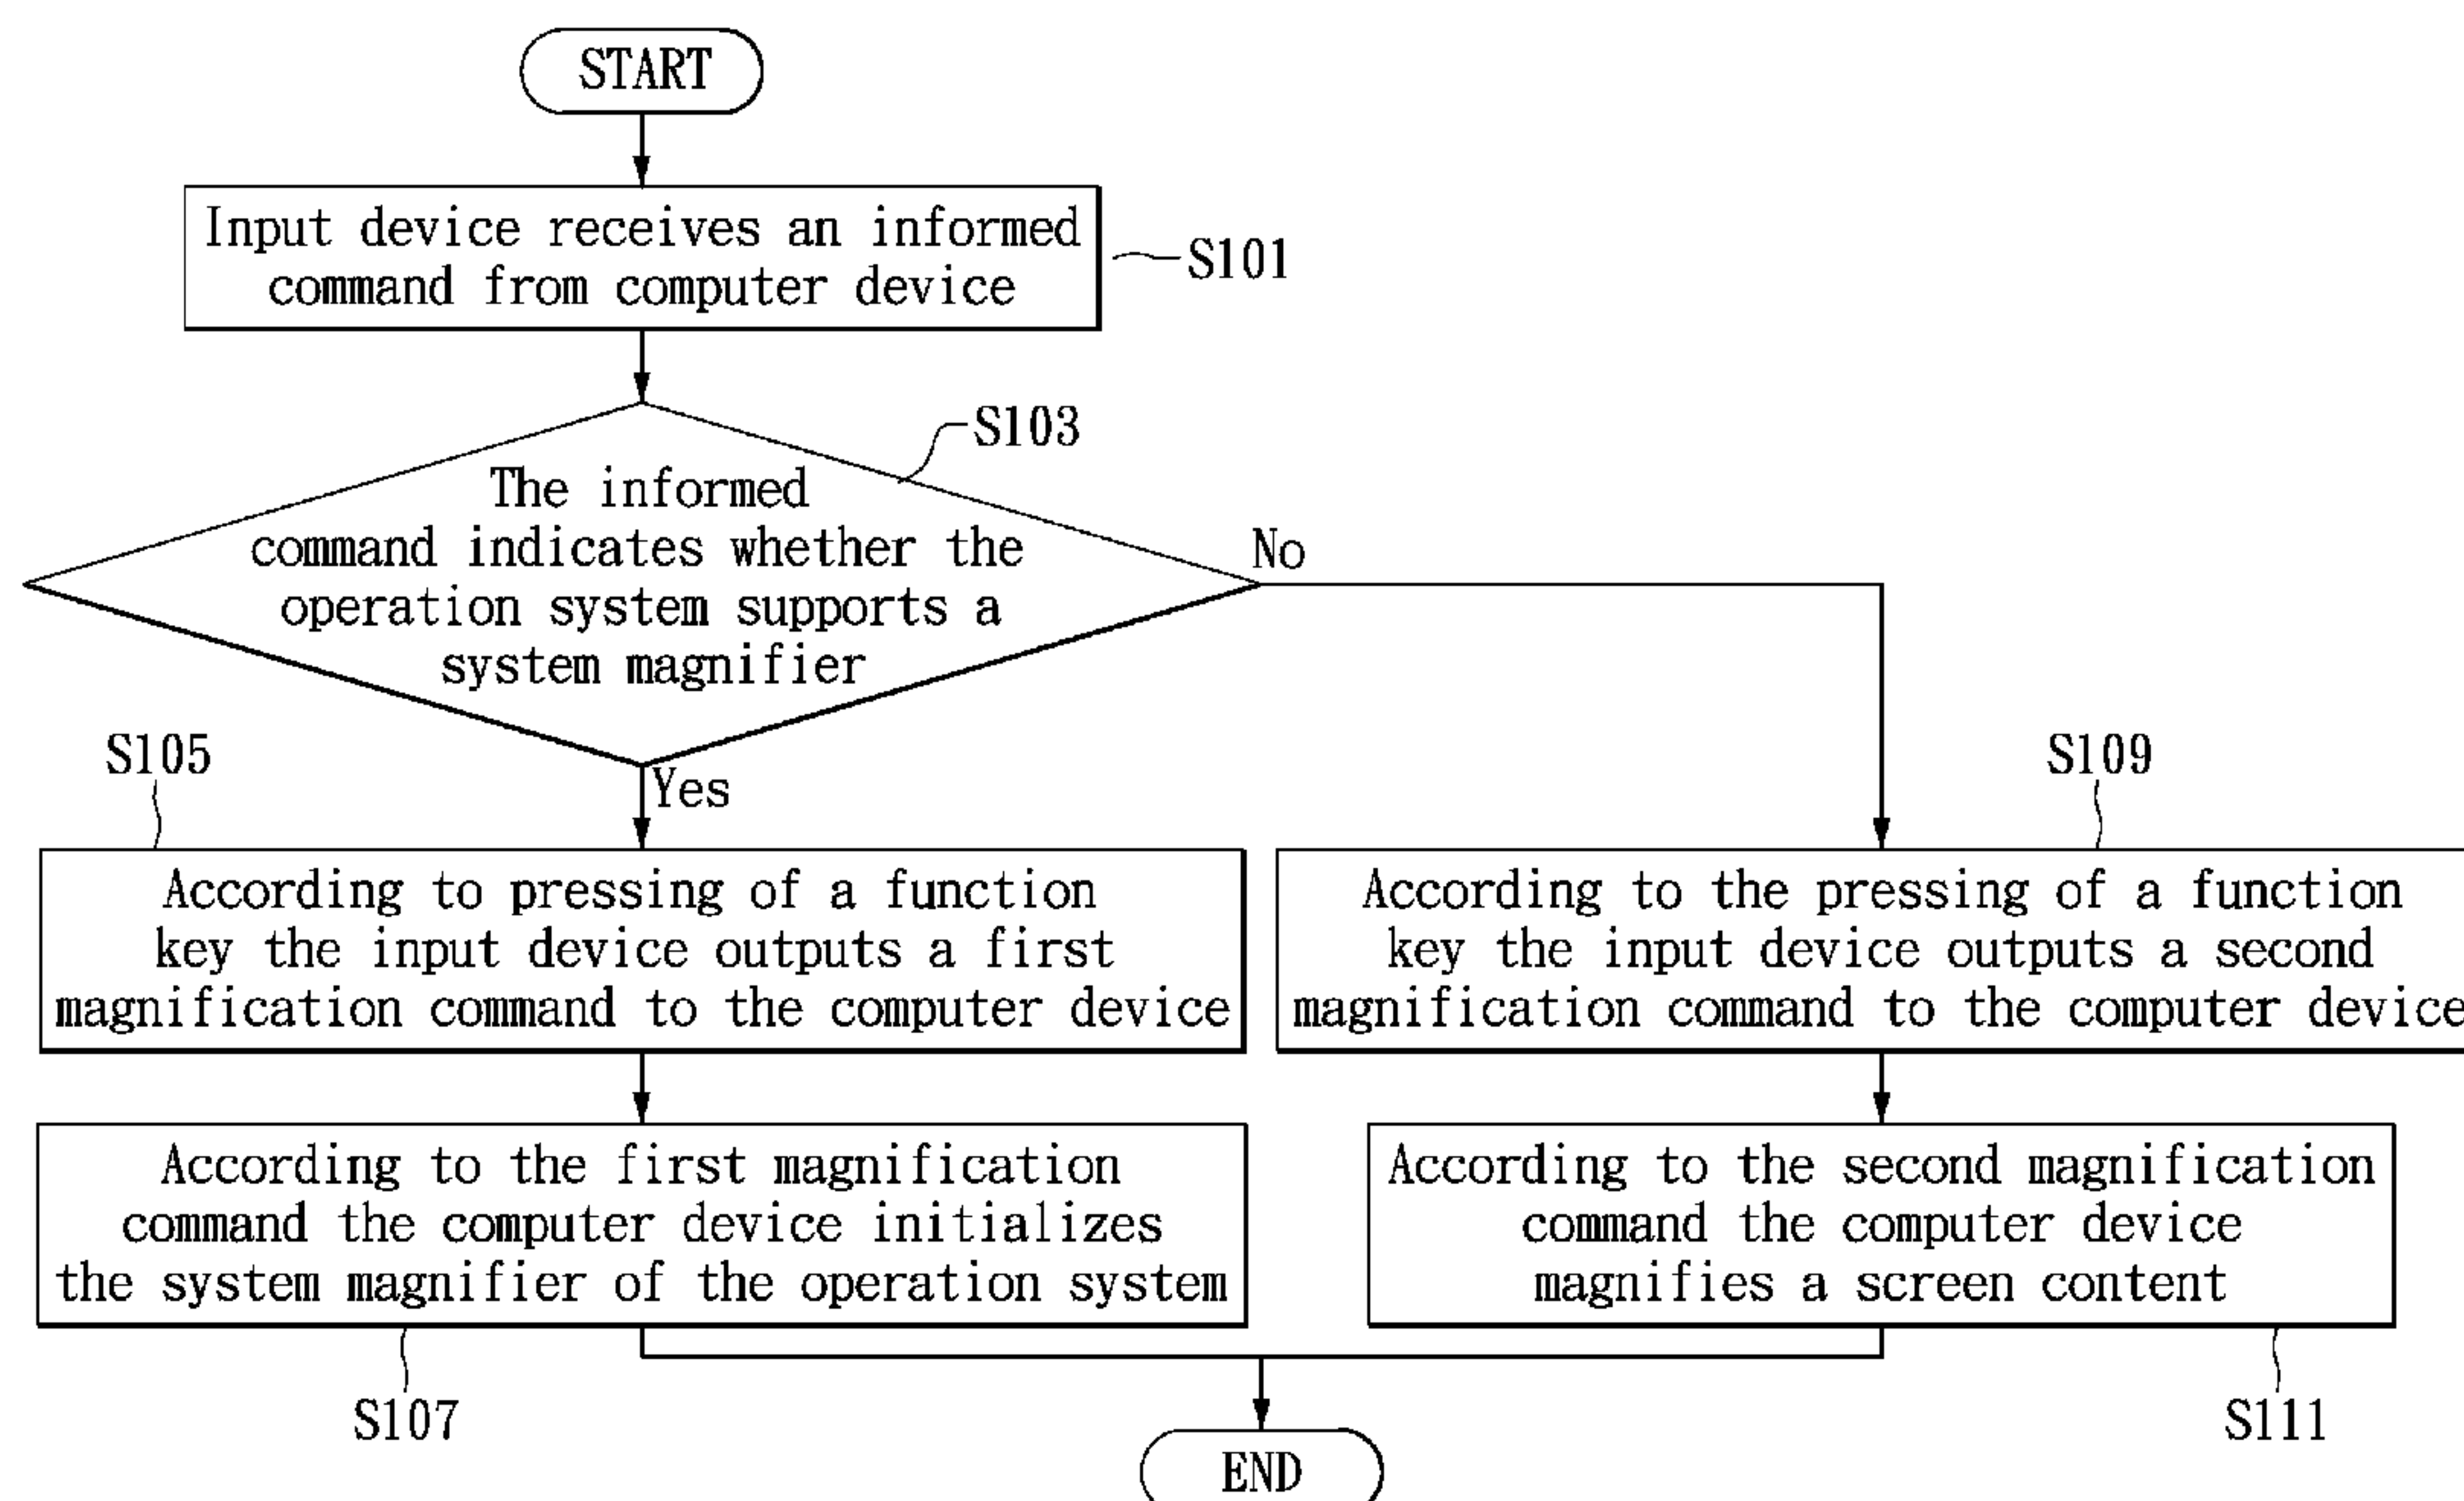 START
Input device receives an informed
command from computer device
S101
S103
The informed
command indicates whether the
operation system supports a
system magnifier
No
Yes
S105
According to pressing of a function
key the input device outputs a first
magnification command to the computer device
S109
According to the pressing of a function
key the input device outputs a second
magnification command to the computer device
According to the first magnification
command the computer device initializes
the system magnifier of the operation system
S107
According to the second magnification
command the computer device
magnifies a screen content
S111
END